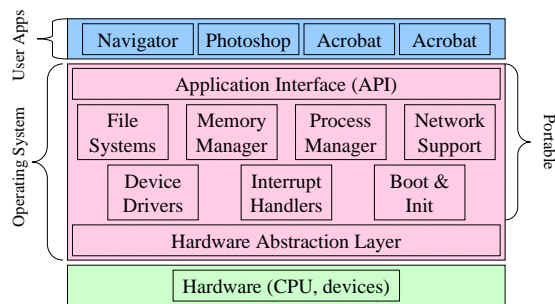 User Apps
Navigator
Photoshop
Acrobat
Acrobat
Operating System
Application Interface (API)
File
Systems
Memory
Manager
Process
Manager
Network
Support
Device
Drivers
Interrupt
Handlers
Boot &
Init
Hardware Abstraction Layer
Portable
Hardware (CPU, devices)